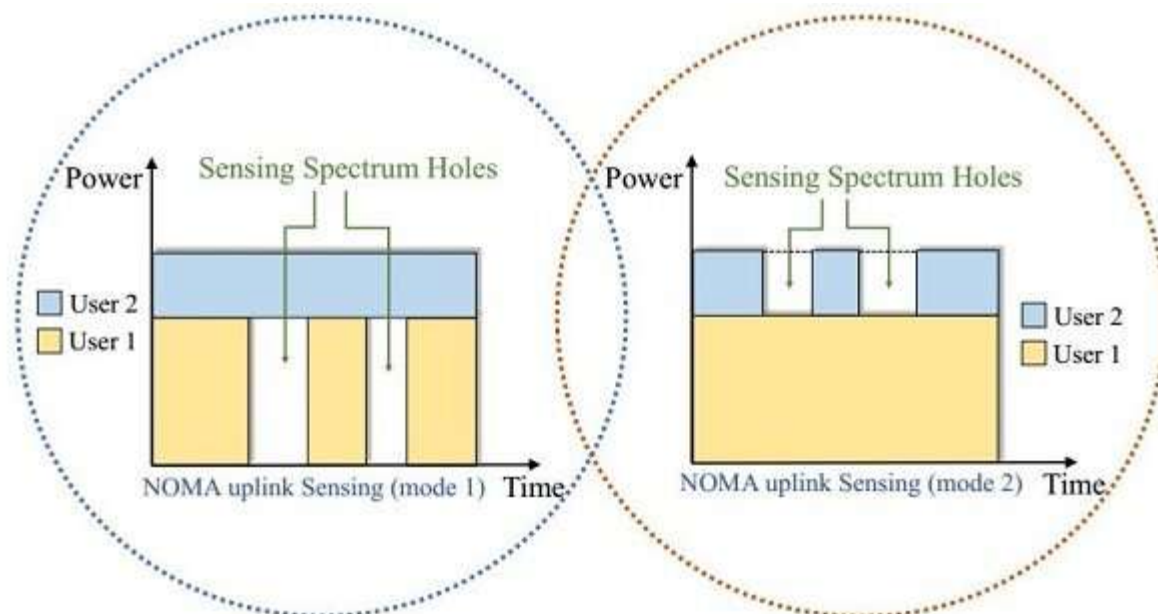 Power
Sensing Spectrum Holes
User 2
User 1
NOMA uplink Sensing (mode 1)
Time
Power
Sensing Spectrum Holes
User 2
User 1
NOMA uplink Sensing (mode 2)
Time